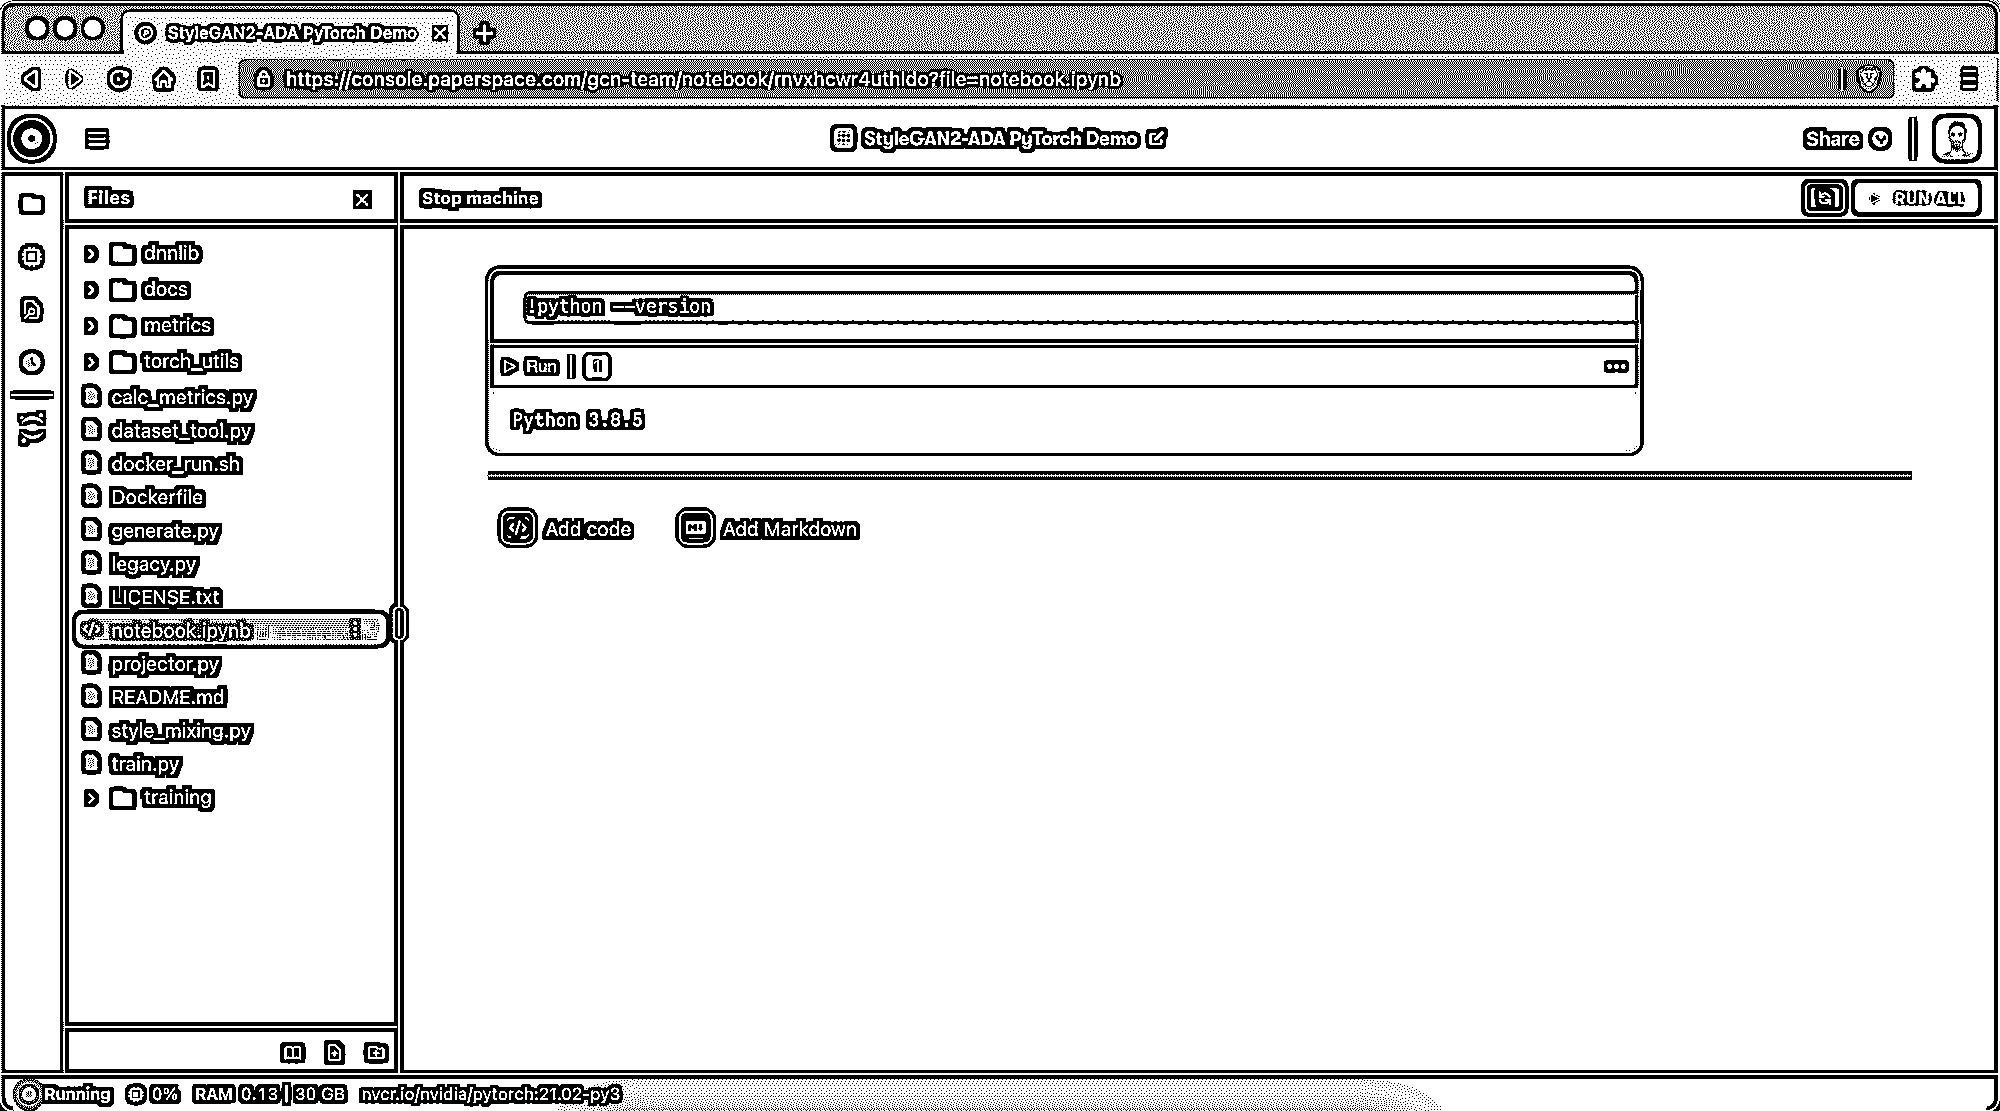 StyleGAN2-ADA PyTorch Demo
https://console.paperspace.com/gcn-team/notebook/rnvxhcwr4uthldo?file=notebook.ipynb
StyleGAN2-ADA PyTorch Demo
Share
Files
Stop machine
RUN ALL
dnnlib
docs
metrics
torch_utils
calc_metrics.py
dataset_tool.py
docker_run.sh
Dockerfile
generate.py
legacy.py
LICENSE.txt
notebook.ipynb
projector.py
README.md
style_mixing.py
train.py
training
!python --version
Run
Python 3.8.5
Add code
Add Markdown
Running 0% RAM 0.13 | 30 GB nvcr.io/nvidia/pytorch:21.02-py3